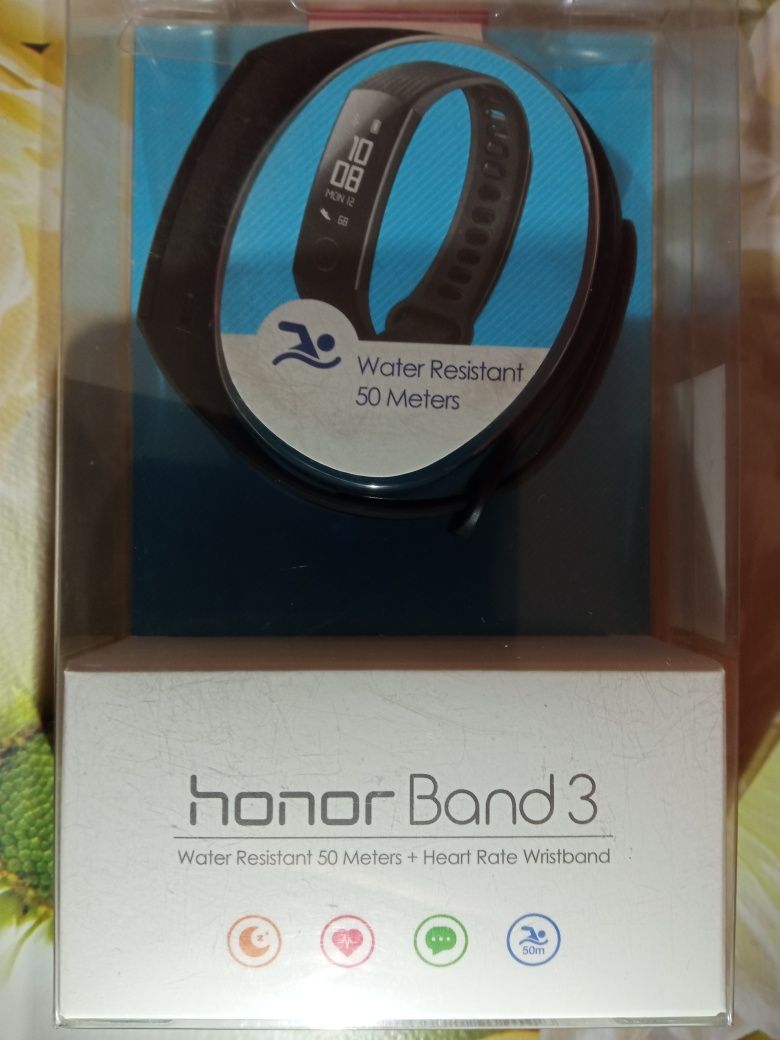 10
08
MON 12
68
Water Resistant
50 Meters
honor Band 3
Water Resistant 50 Meters + Heart Rate Wristband
z
50m